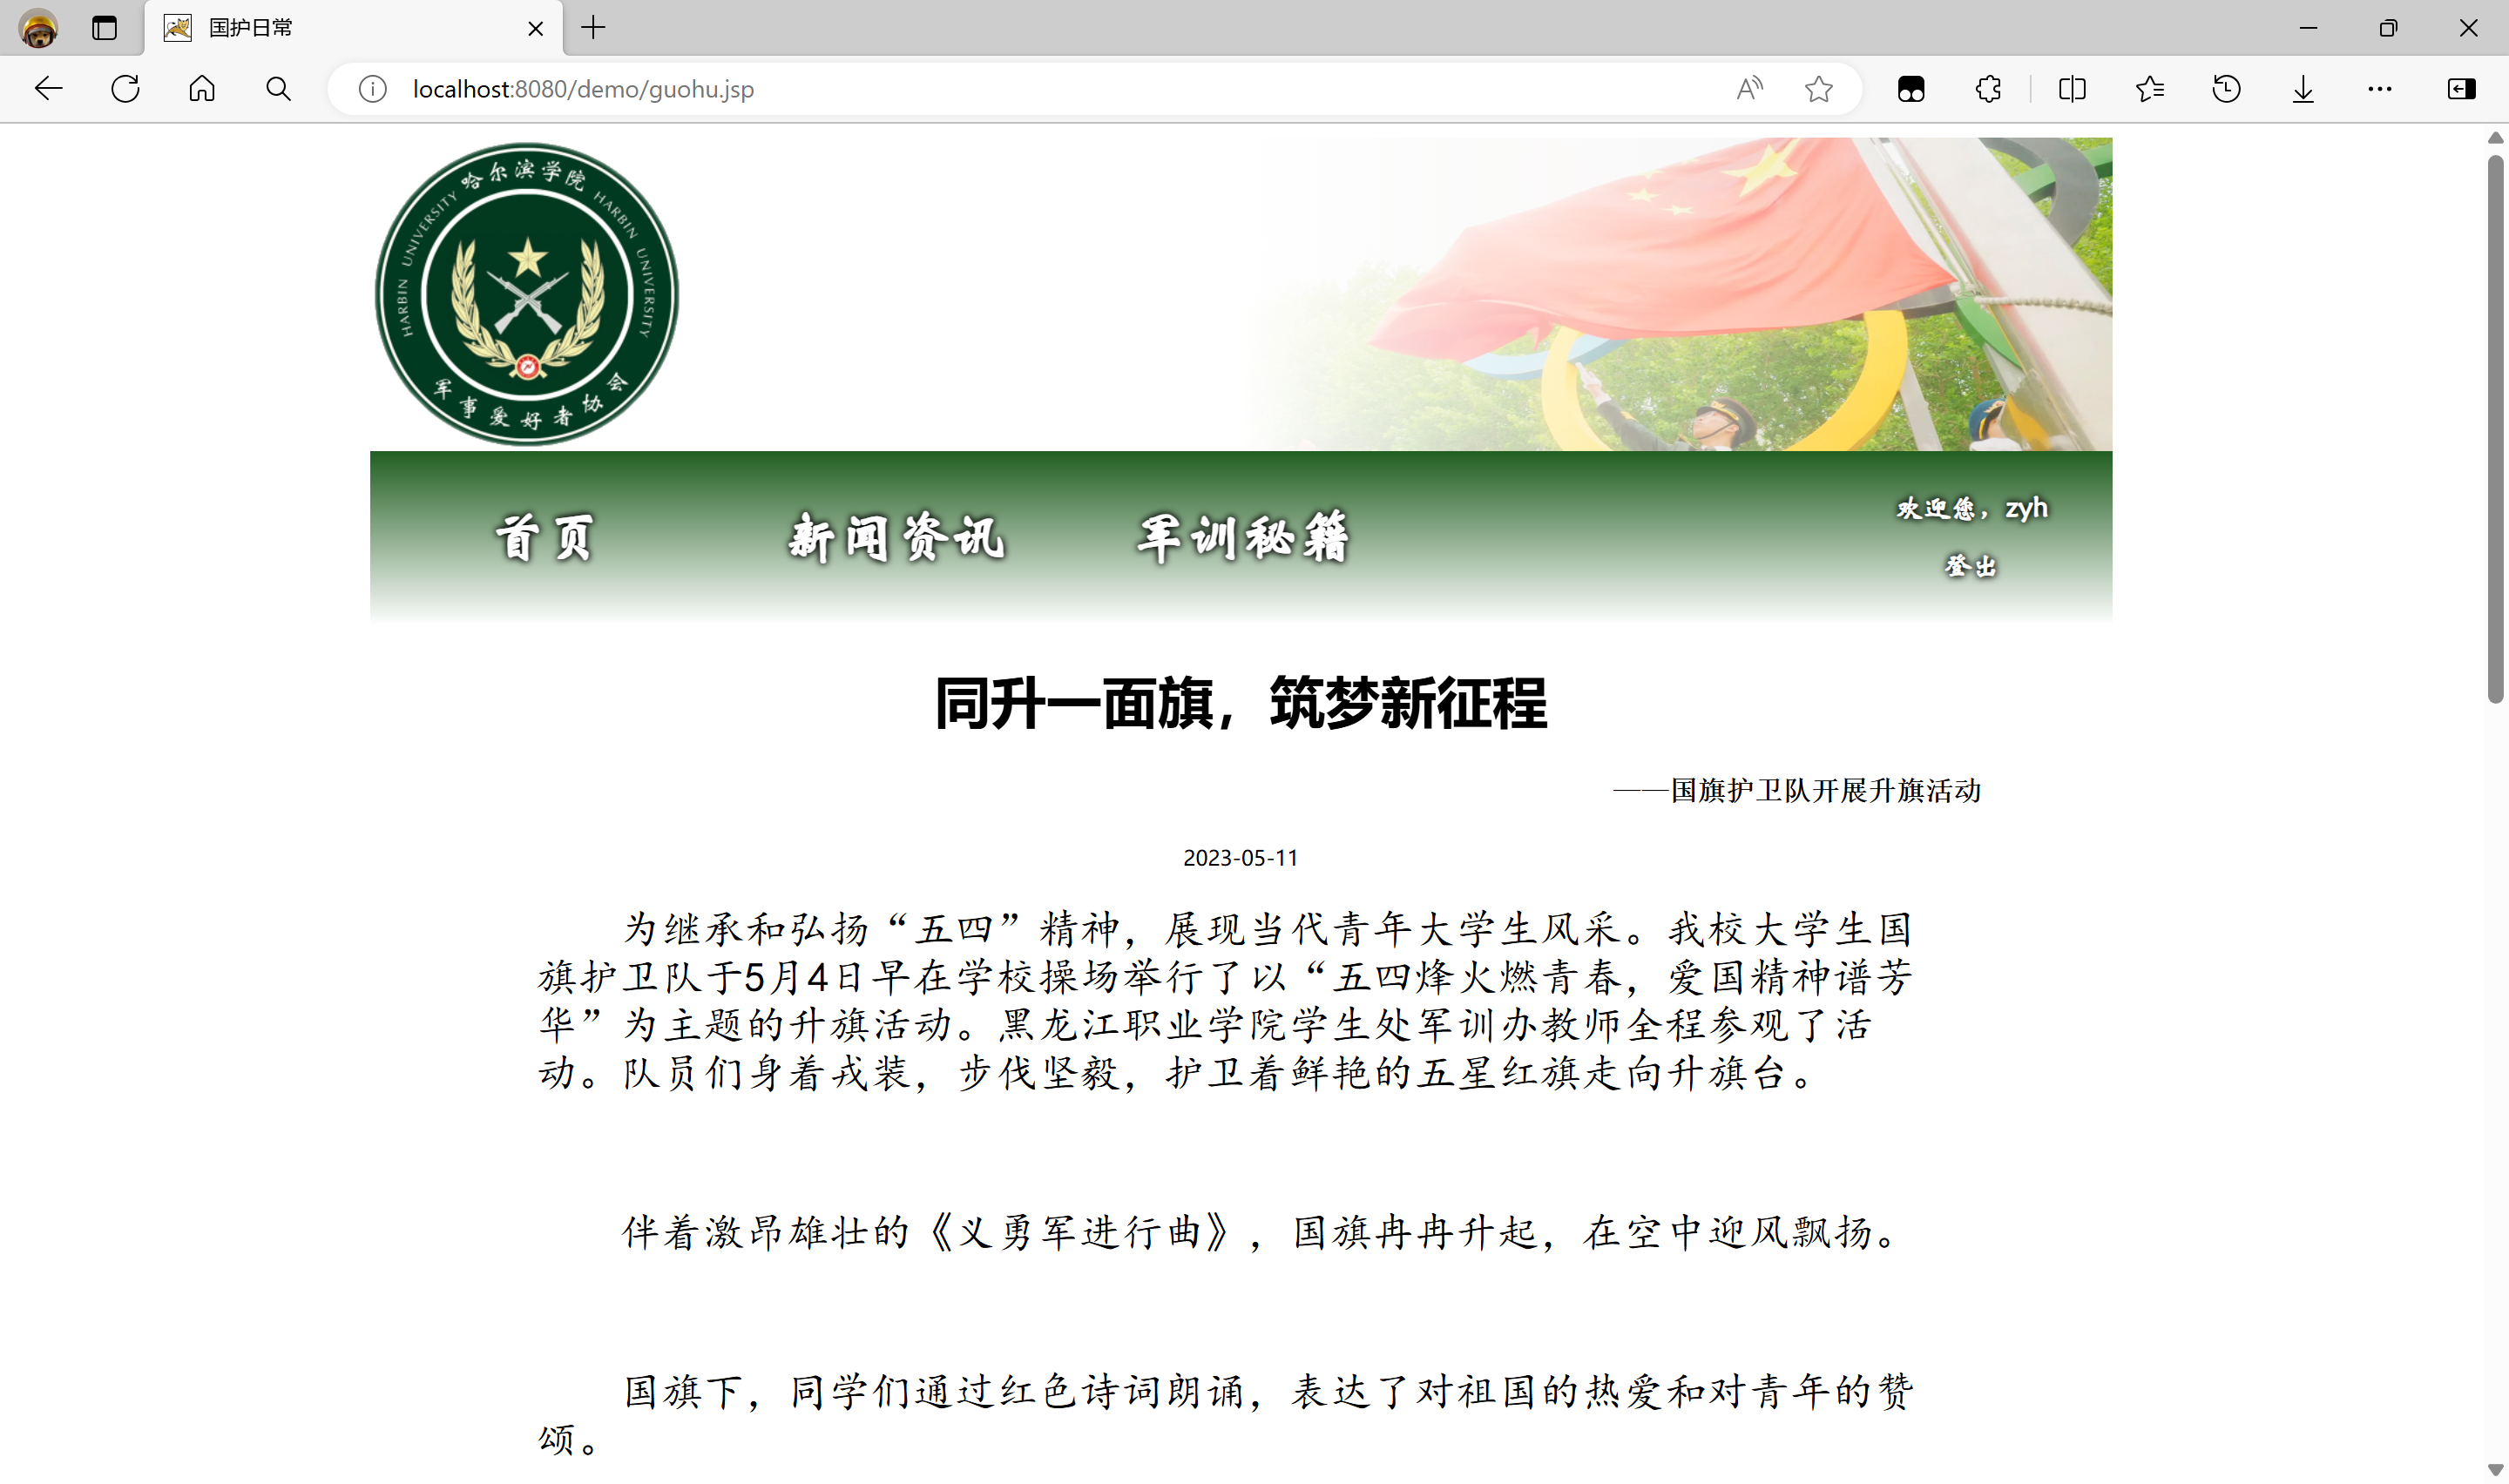 国护日常
localhost:8080/demo/guohu.jsp
哈尔滨学院
HARBIN UNIVERSITY HARBIN UNIVERSITY
军事爱好者协会
首页 新闻资讯 军训秘籍
欢迎您，zyh
登出
同升一面旗，筑梦新征程
——国旗护卫队开展升旗活动
2023-05-11
为继承和弘扬“五四”精神，展现当代青年大学生风采。我校大学生国
旗护卫队于5月4日早在学校操场举行了以“五四烽火燃青春，爱国精神谱芳
华”为主题的升旗活动。黑龙江职业学院学生处军训办教师全程参观了活
动。队员们身着戎装，步伐坚毅，护卫着鲜艳的五星红旗走向升旗台。
伴着激昂雄壮的《义勇军进行曲》，国旗冉冉升起，在空中迎风飘扬。
国旗下，同学们通过红色诗词朗诵，表达了对祖国的热爱和对青年的赞
颂。